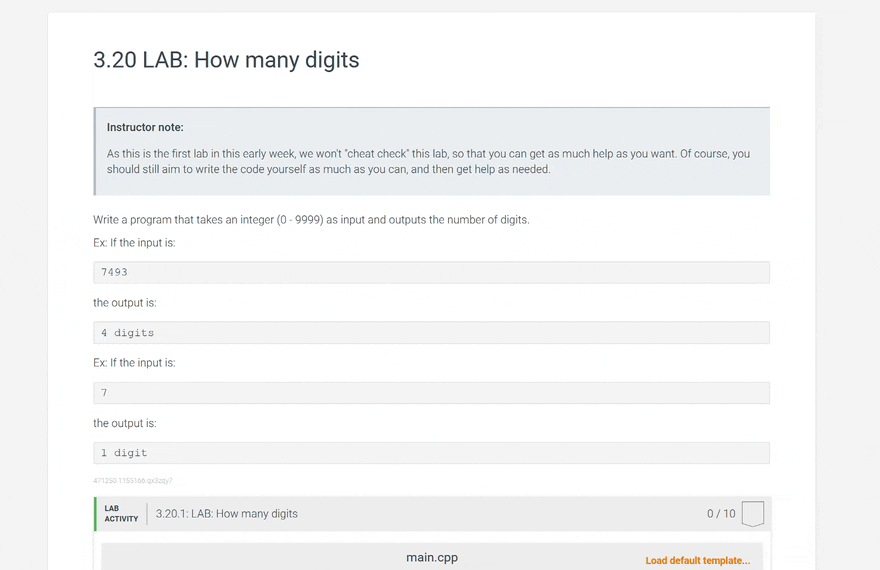 3.20 LAB: How many digits
Instructor note:
As this is the first lab in this early week, we won't "cheat check" this lab, so that you can get as much help as you want. Of course, you
should still aim to write the code yourself as much as you can, and then get help as needed.
Write a program that takes an integer (0 - 9999) as input and outputs the number of digits.
Ex: If the input is:
7493
the output is:
4 digits
Ex: If the input is:
7
the output is:
1 digit
LAB
ACTIVITY
3.20.1: LAB: How many digits
0 / 10
main.cpp
Load default template...